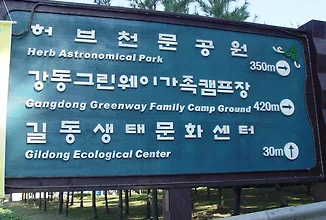 허브천문공원
Herb Astronomical Park
350m
강동그린웨이가족캠프장
Gangdong Greenway Family Camp Ground
420m
길동생태문화센터
Gildong Ecological Center
30m